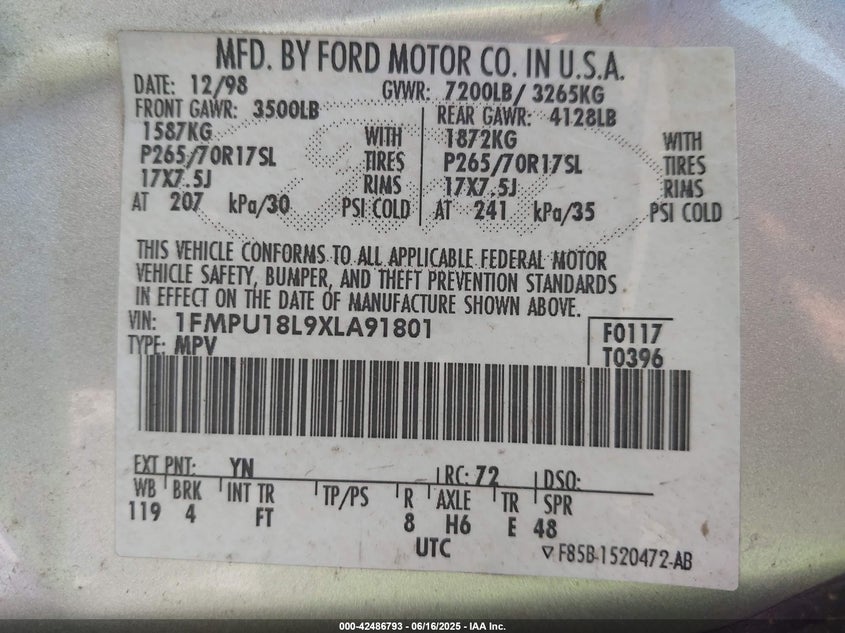 MFD. BY FORD MOTOR CO. IN U.S.A.
DATE: 12/98 GVWR: 7200LB/ 3265KG
FRONT GAWR: 3500LB REAR GAWR: 4128LB
1587KG WITH 1872KG WITH
P265/70R17SL TIRES P265/70R17SL TIRES
17X7.5J RIMS 17X7.5J RIMS
AT 207 kPa/30 PSI COLD AT 241 kPa/35 PSI COLD
THIS VEHICLE CONFORMS TO ALL APPLICABLE FEDERAL MOTOR
VEHICLE SAFETY, BUMPER, AND THEFT PREVENTION STANDARDS
IN EFFECT ON THE DATE OF MANUFACTURE SHOWN ABOVE.
VIN: 1FMPU18L9XLA91801 F0117
TYPE: MPV T0396
EXT PNT: YN RC: 72 DSO:
WB BRK INT TR TP/PS R AXLE TR SPR
119 4 FT 8 H6 E 48
UTC ▽ F85B-1520472-AB
000-42486793 - 06/16/2025 - IAA Inc.